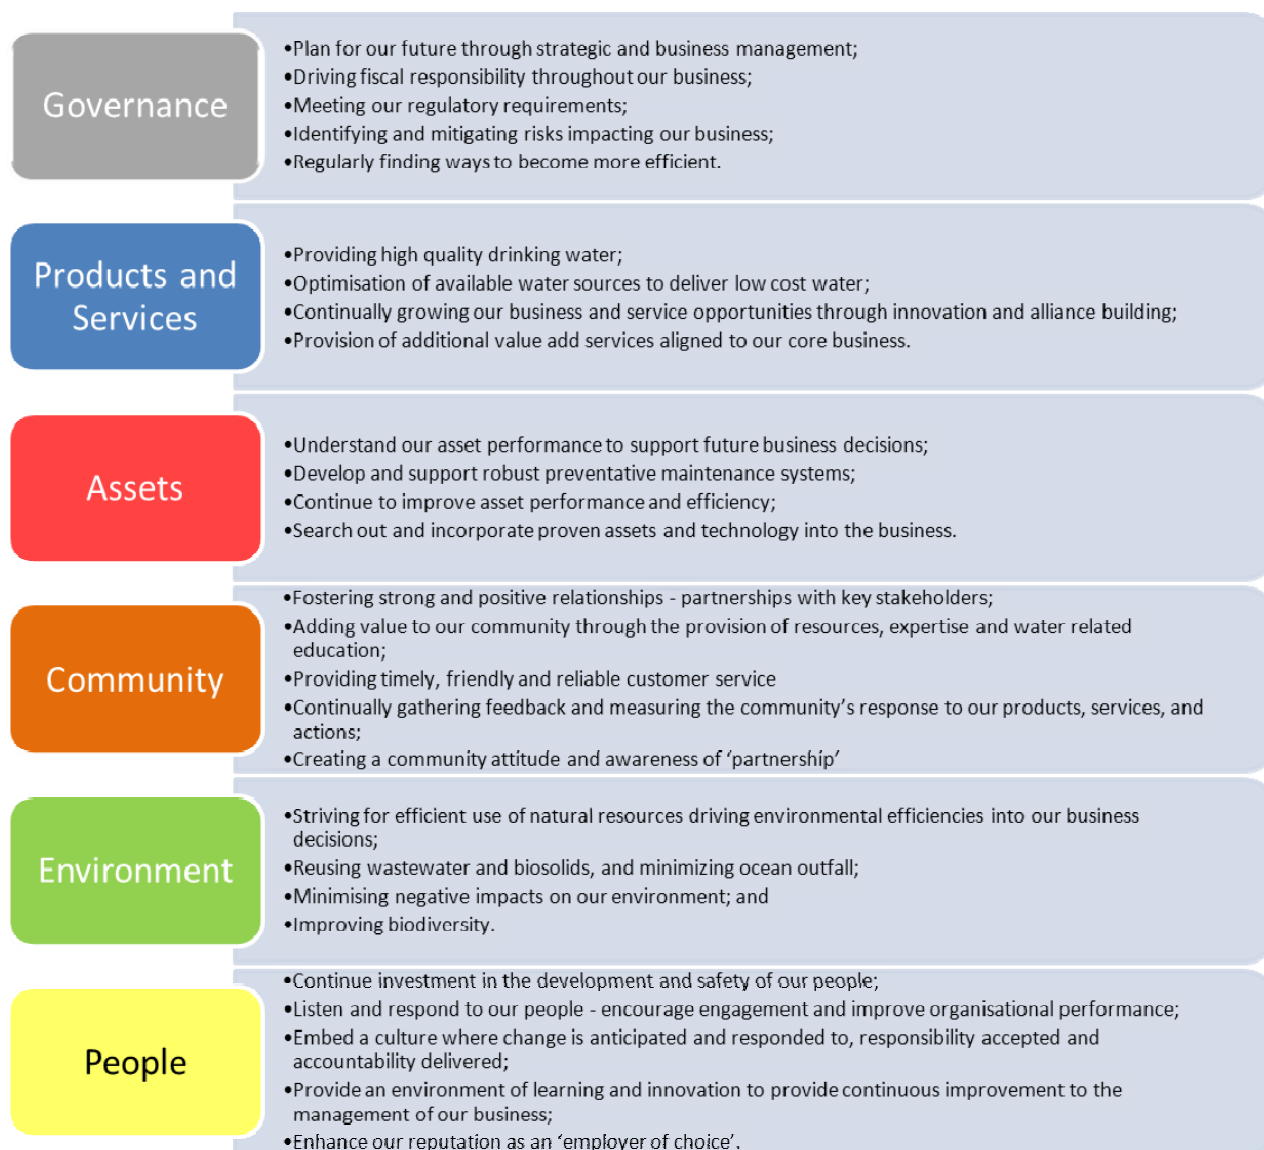 Governance
•Plan for our future through strategic and business management;
•Driving fiscal responsibility throughout our business;
•Meeting our regulatory requirements;
•Identifying and mitigating risks impacting our business;
•Regularly finding ways to become more efficient.
Products and
Services
•Providing high quality drinking water;
•Optimisation of available water sources to deliver low cost water;
•Continually growing our business and service opportunities through innovation and alliance building;
•Provision of additional value add services aligned to our core business.
Assets
•Understand our asset performance to support future business decisions;
•Develop and support robust preventative maintenance systems;
•Continue to improve asset performance and efficiency;
•Search out and incorporate proven assets and technology into the business.
Community
•Fostering strong and positive relationships - partnerships with key stakeholders;
•Adding value to our community through the provision of resources, expertise and water related
education;
•Providing timely, friendly and reliable customer service
•Continually gathering feedback and measuring the community’s response to our products, services, and
actions;
•Creating a community attitude and awareness of ‘partnership’
Environment
•Striving for efficient use of natural resources driving environmental efficiencies into our business
decisions;
•Reusing wastewater and biosolids, and minimizing ocean outfall;
•Minimising negative impacts on our environment; and
•Improving biodiversity.
People
•Continue investment in the development and safety of our people;
•Listen and respond to our people - encourage engagement and improve organisational performance;
•Embed a culture where change is anticipated and responded to, responsibility accepted and
accountability delivered;
•Provide an environment of learning and innovation to provide continuous improvement to the
management of our business;
•Enhance our reputation as an ‘employer of choice’.